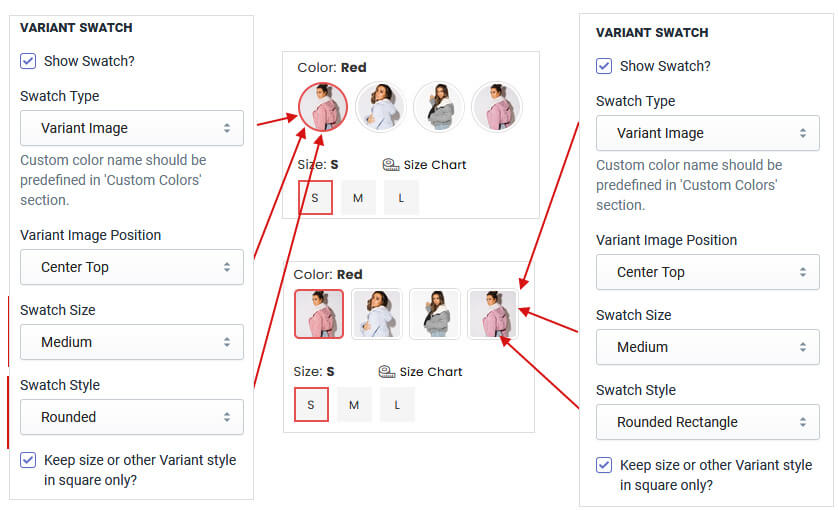 VARIANT SWATCH
Show Swatch?
Swatch Type
Variant Image
Custom color name should be
predefined in 'Custom Colors'
section.
Variant Image Position
Center Top
Swatch Size
Medium
Swatch Style
Rounded
Keep size or other Variant style
in square only?
Color: Red
Size: S Size Chart
S M L
Color: Red
Size: S Size Chart
S M L
VARIANT SWATCH
Show Swatch?
Swatch Type
Variant Image
Custom color name should be
predefined in 'Custom Colors'
section.
Variant Image Position
Center Top
Swatch Size
Medium
Swatch Style
Rounded Rectangle
Keep size or other Variant style
in square only?